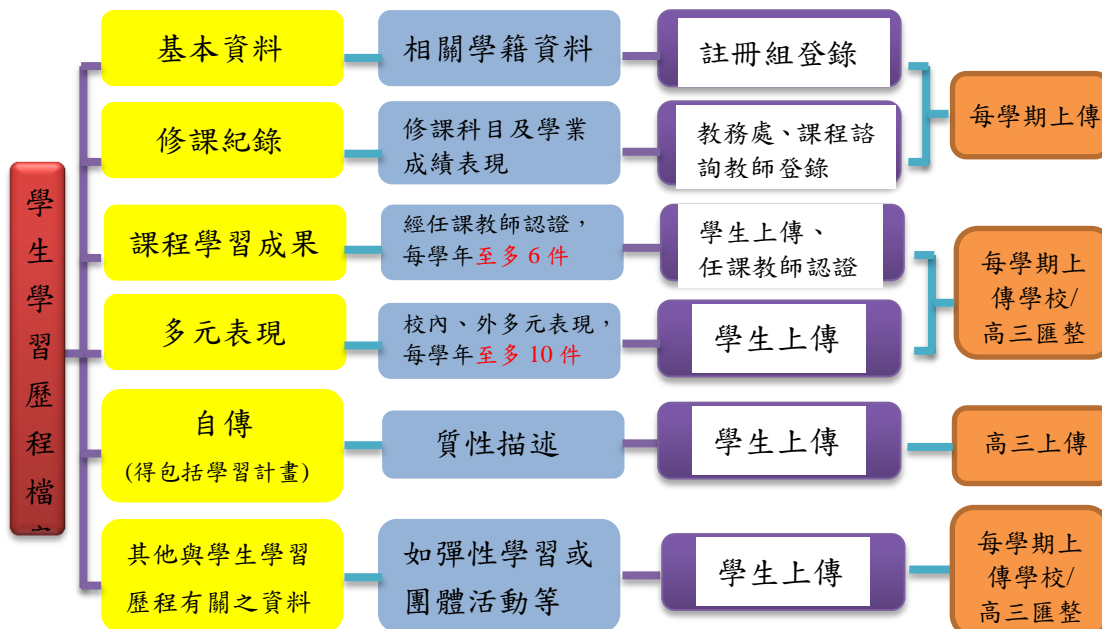 學生學習歷程檔
基本資料
相關學籍資料
註冊組登錄
每學期上傳
修課紀錄
修課科目及學業
成績表現
教務處、課程諮
詢教師登錄
課程學習成果
經任課教師認證，
每學年至多 6 件
學生上傳、
任課教師認證
每學期上
傳學校/
高三匯整
多元表現
校內、外多元表現，
每學年至多 10 件
學生上傳
自傳
(得包括學習計畫)
質性描述
學生上傳
高三上傳
其他與學生學習
歷程有關之資料
如彈性學習或
團體活動等
學生上傳
每學期上
傳學校/
高三匯整